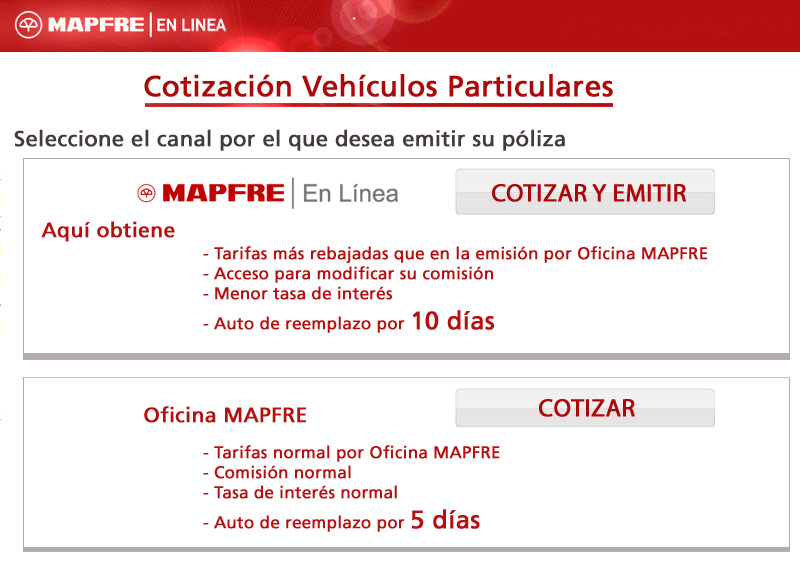 MAPFRE | EN LINEA
Cotización Vehículos Particulares
Seleccione el canal por el que desea emitir su póliza
MAPFRE | En Línea
COTIZAR Y EMITIR
Aquí obtiene
- Tarifas más rebajadas que en la emisión por Oficina MAPFRE
- Acceso para modificar su comisión
- Menor tasa de interés
- Auto de reemplazo por 10 días
Oficina MAPFRE
COTIZAR
- Tarifas normal por Oficina MAPFRE
- Comisión normal
- Tasa de interés normal
- Auto de reemplazo por 5 días